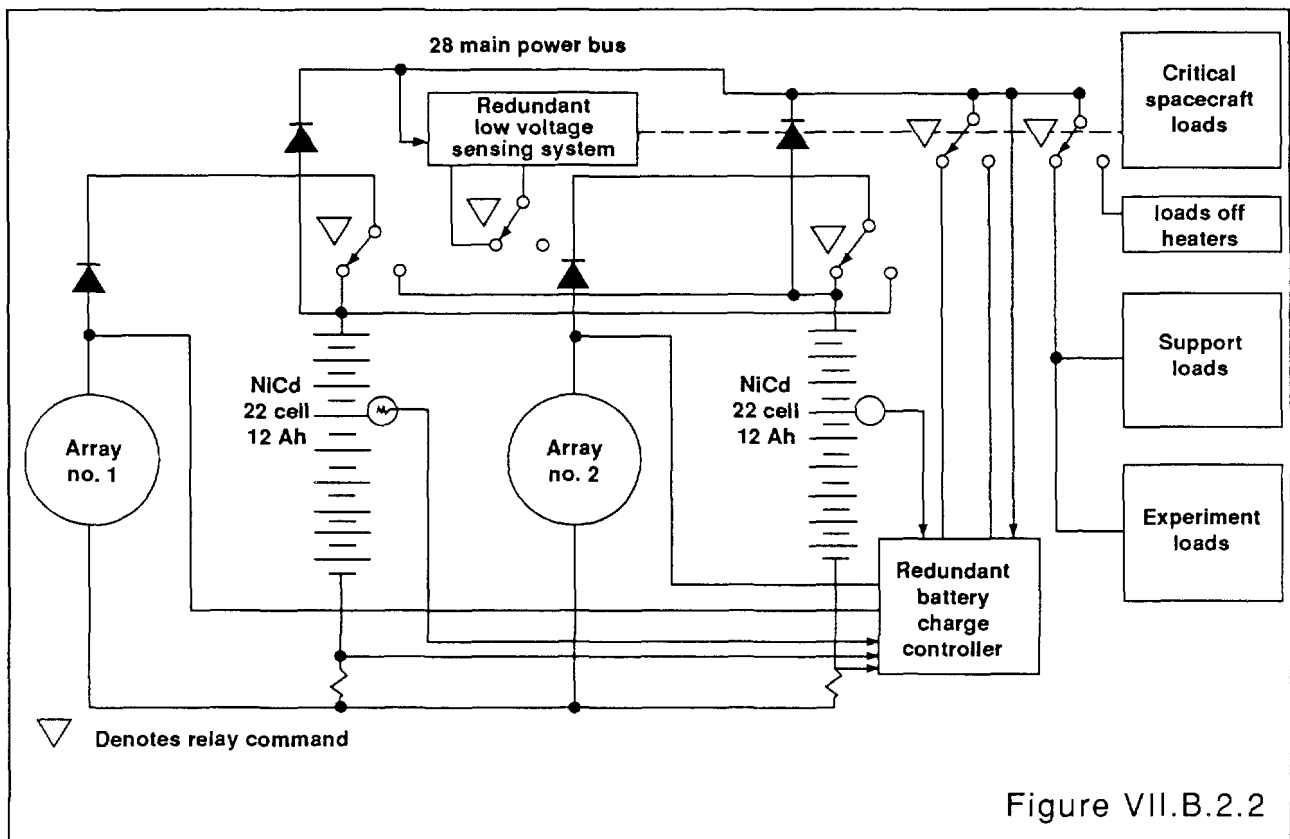 28 main power bus
Redundant
low voltage
sensing system
Critical
spacecraft
loads
loads off
heaters
Support
loads
Experiment
loads
NiCd
22 cell
12 Ah
NiCd
22 cell
12 Ah
Array
no. 1
Array
no. 2
Redundant
battery
charge
controller
Denotes relay command
Figure VII.B.2.2